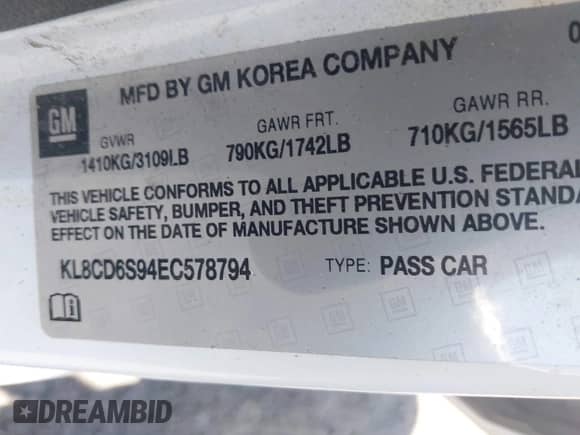 MFD BY GM KOREA COMPANY
0
GM
GVWR
GAWR FRT.
GAWR RR.
1410KG/3109LB
790KG/1742LB
710KG/1565LB
THIS VEHICLE CONFORMS TO ALL APPLICABLE U.S. FEDERAL
VEHICLE SAFETY, BUMPER, AND THEFT PREVENTION STANDA
EFFECT ON THE DATE OF MANUFACTURE SHOWN ABOVE.
KL8CD6S94EC578794
TYPE: PASS CAR
DREAMBID